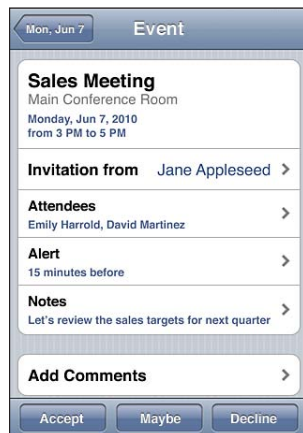 Mon, Jun 7 Event
Sales Meeting
Main Conference Room
Monday, Jun 7, 2010
from 3 PM to 5 PM
Invitation from Jane Appleseed
Attendees
Emily Harrold, David Martinez
Alert
15 minutes before
Notes
Let's review the sales targets for next quarter
Add Comments
Accept Maybe Decline